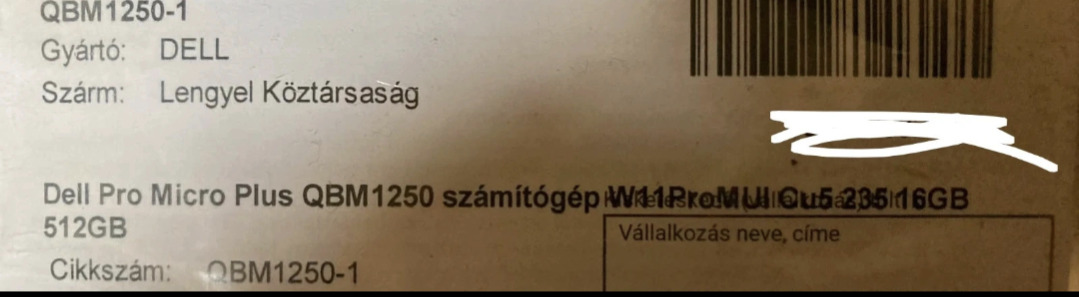 QBM1250-1
Gyártó: DELL
Szárm: Lengyel Köztársaság
Dell Pro Micro Plus QBM1250 számítógép W11ProMUI Cu5 235 16GB
512GB
Vállalkozás neve, címe
Cikkszám: QBM1250-1